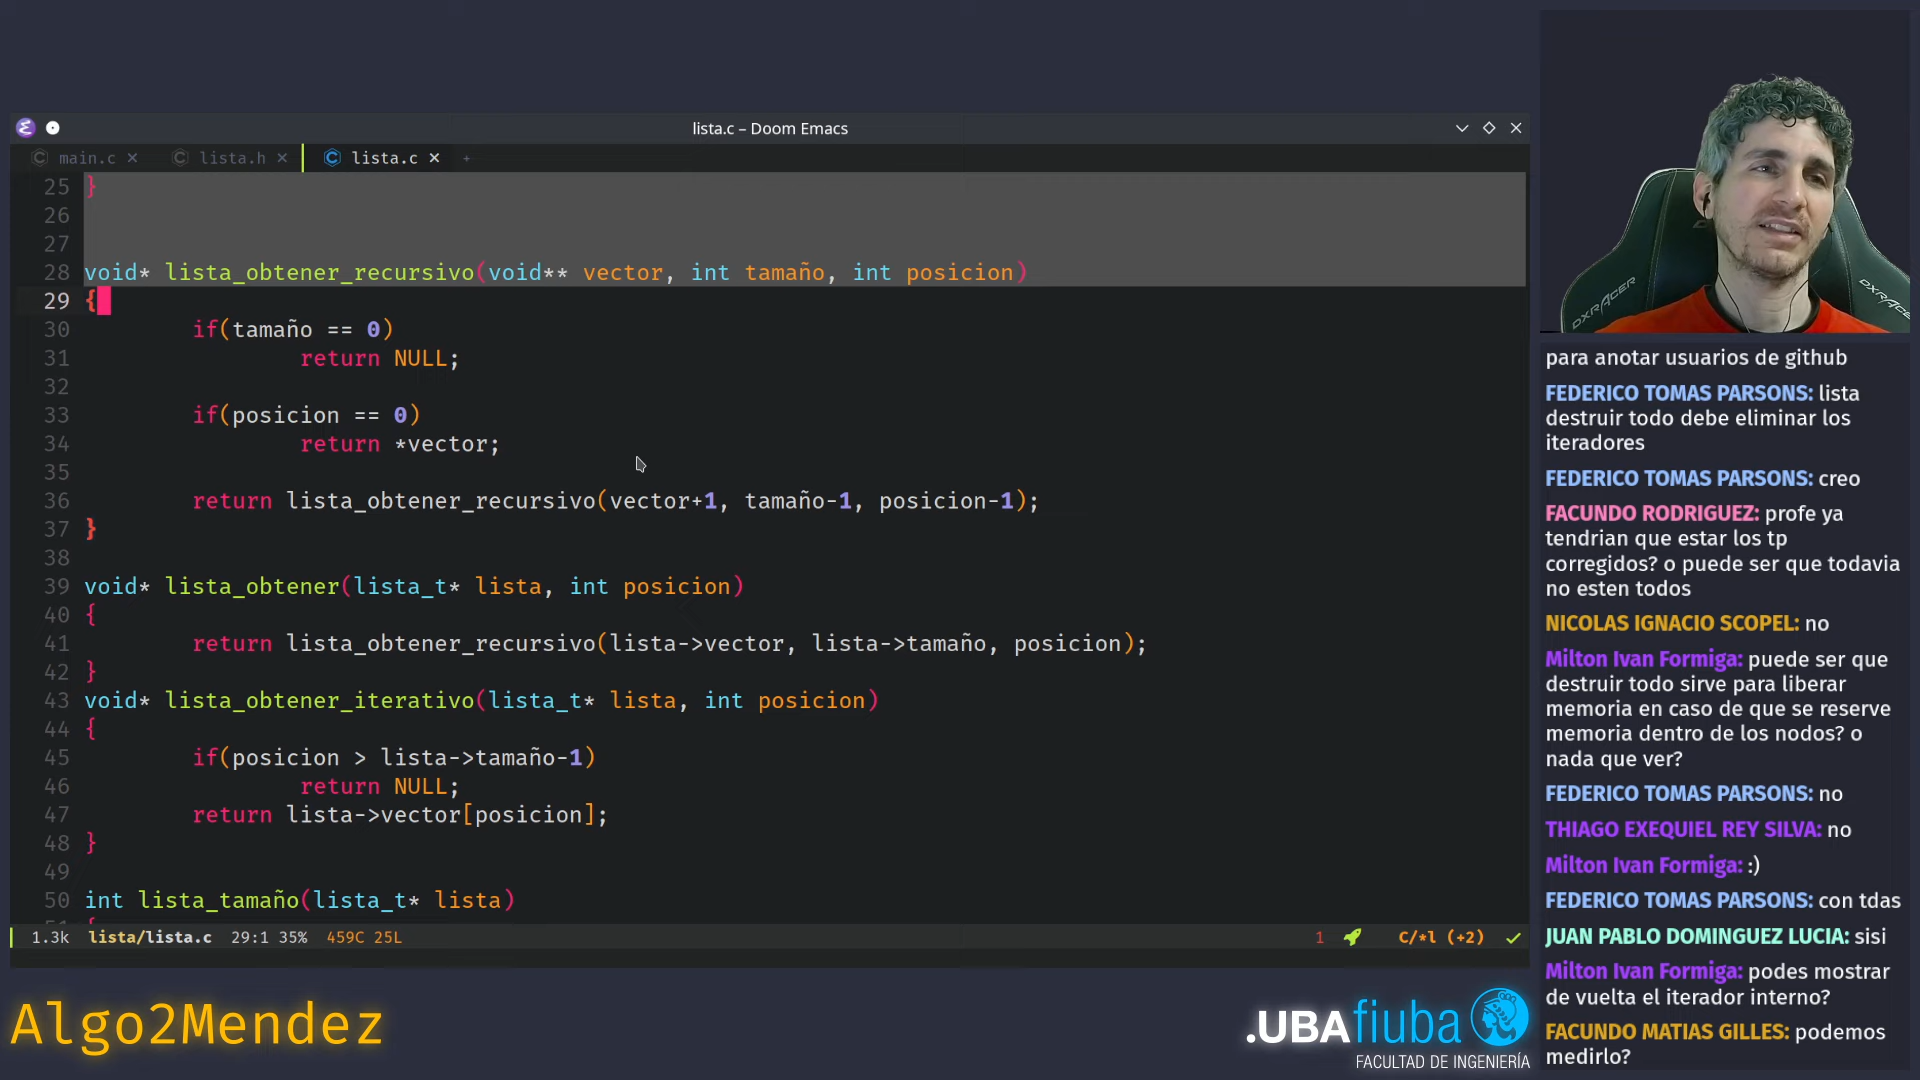 lista.c – Doom Emacs
main.c × lista.h × lista.c × +
25 }
26
27
28 void* lista_obtener_recursivo(void** vector, int tamaño, int posicion)
29 {
30 if(tamaño == 0)
31 return NULL;
32
33 if(posicion == 0)
34 return *vector;
35
36 return lista_obtener_recursivo(vector+1, tamaño-1, posicion-1);
37 }
38
39 void* lista_obtener(lista_t* lista, int posicion)
40 {
41 return lista_obtener_recursivo(lista->vector, lista->tamaño, posicion);
42 }
43 void* lista_obtener_iterativo(lista_t* lista, int posicion)
44 {
45 if(posicion > lista->tamaño-1)
46 return NULL;
47 return lista->vector[posicion];
48 }
49
50 int lista_tamaño(lista_t* lista)
1.3k lista/lista.c 29:1 35% 459C 25L 1 C/*l (+2)
Algo2Mendez
.UBAfiuba
FACULTAD DE INGENIERÍA
DXRACER
DXRACER
para anotar usuarios de github
FEDERICO TOMAS PARSONS: lista
destruir todo debe eliminar los
iteradores
FEDERICO TOMAS PARSONS: creo
FACUNDO RODRIGUEZ: profe ya
tendrian que estar los tp
corregidos? o puede ser que todavia
no esten todos
NICOLAS IGNACIO SCOPEL: no
Milton Ivan Formiga: puede ser que
destruir todo sirve para liberar
memoria en caso de que se reserve
memoria dentro de los nodos? o
nada que ver?
FEDERICO TOMAS PARSONS: no
THIAGO EXEQUIEL REY SILVA: no
Milton Ivan Formiga: :)
FEDERICO TOMAS PARSONS: con tdas
JUAN PABLO DOMINGUEZ LUCIA: sisi
Milton Ivan Formiga: podes mostrar
de vuelta el iterador interno?
FACUNDO MATIAS GILLES: podemos
medirlo?